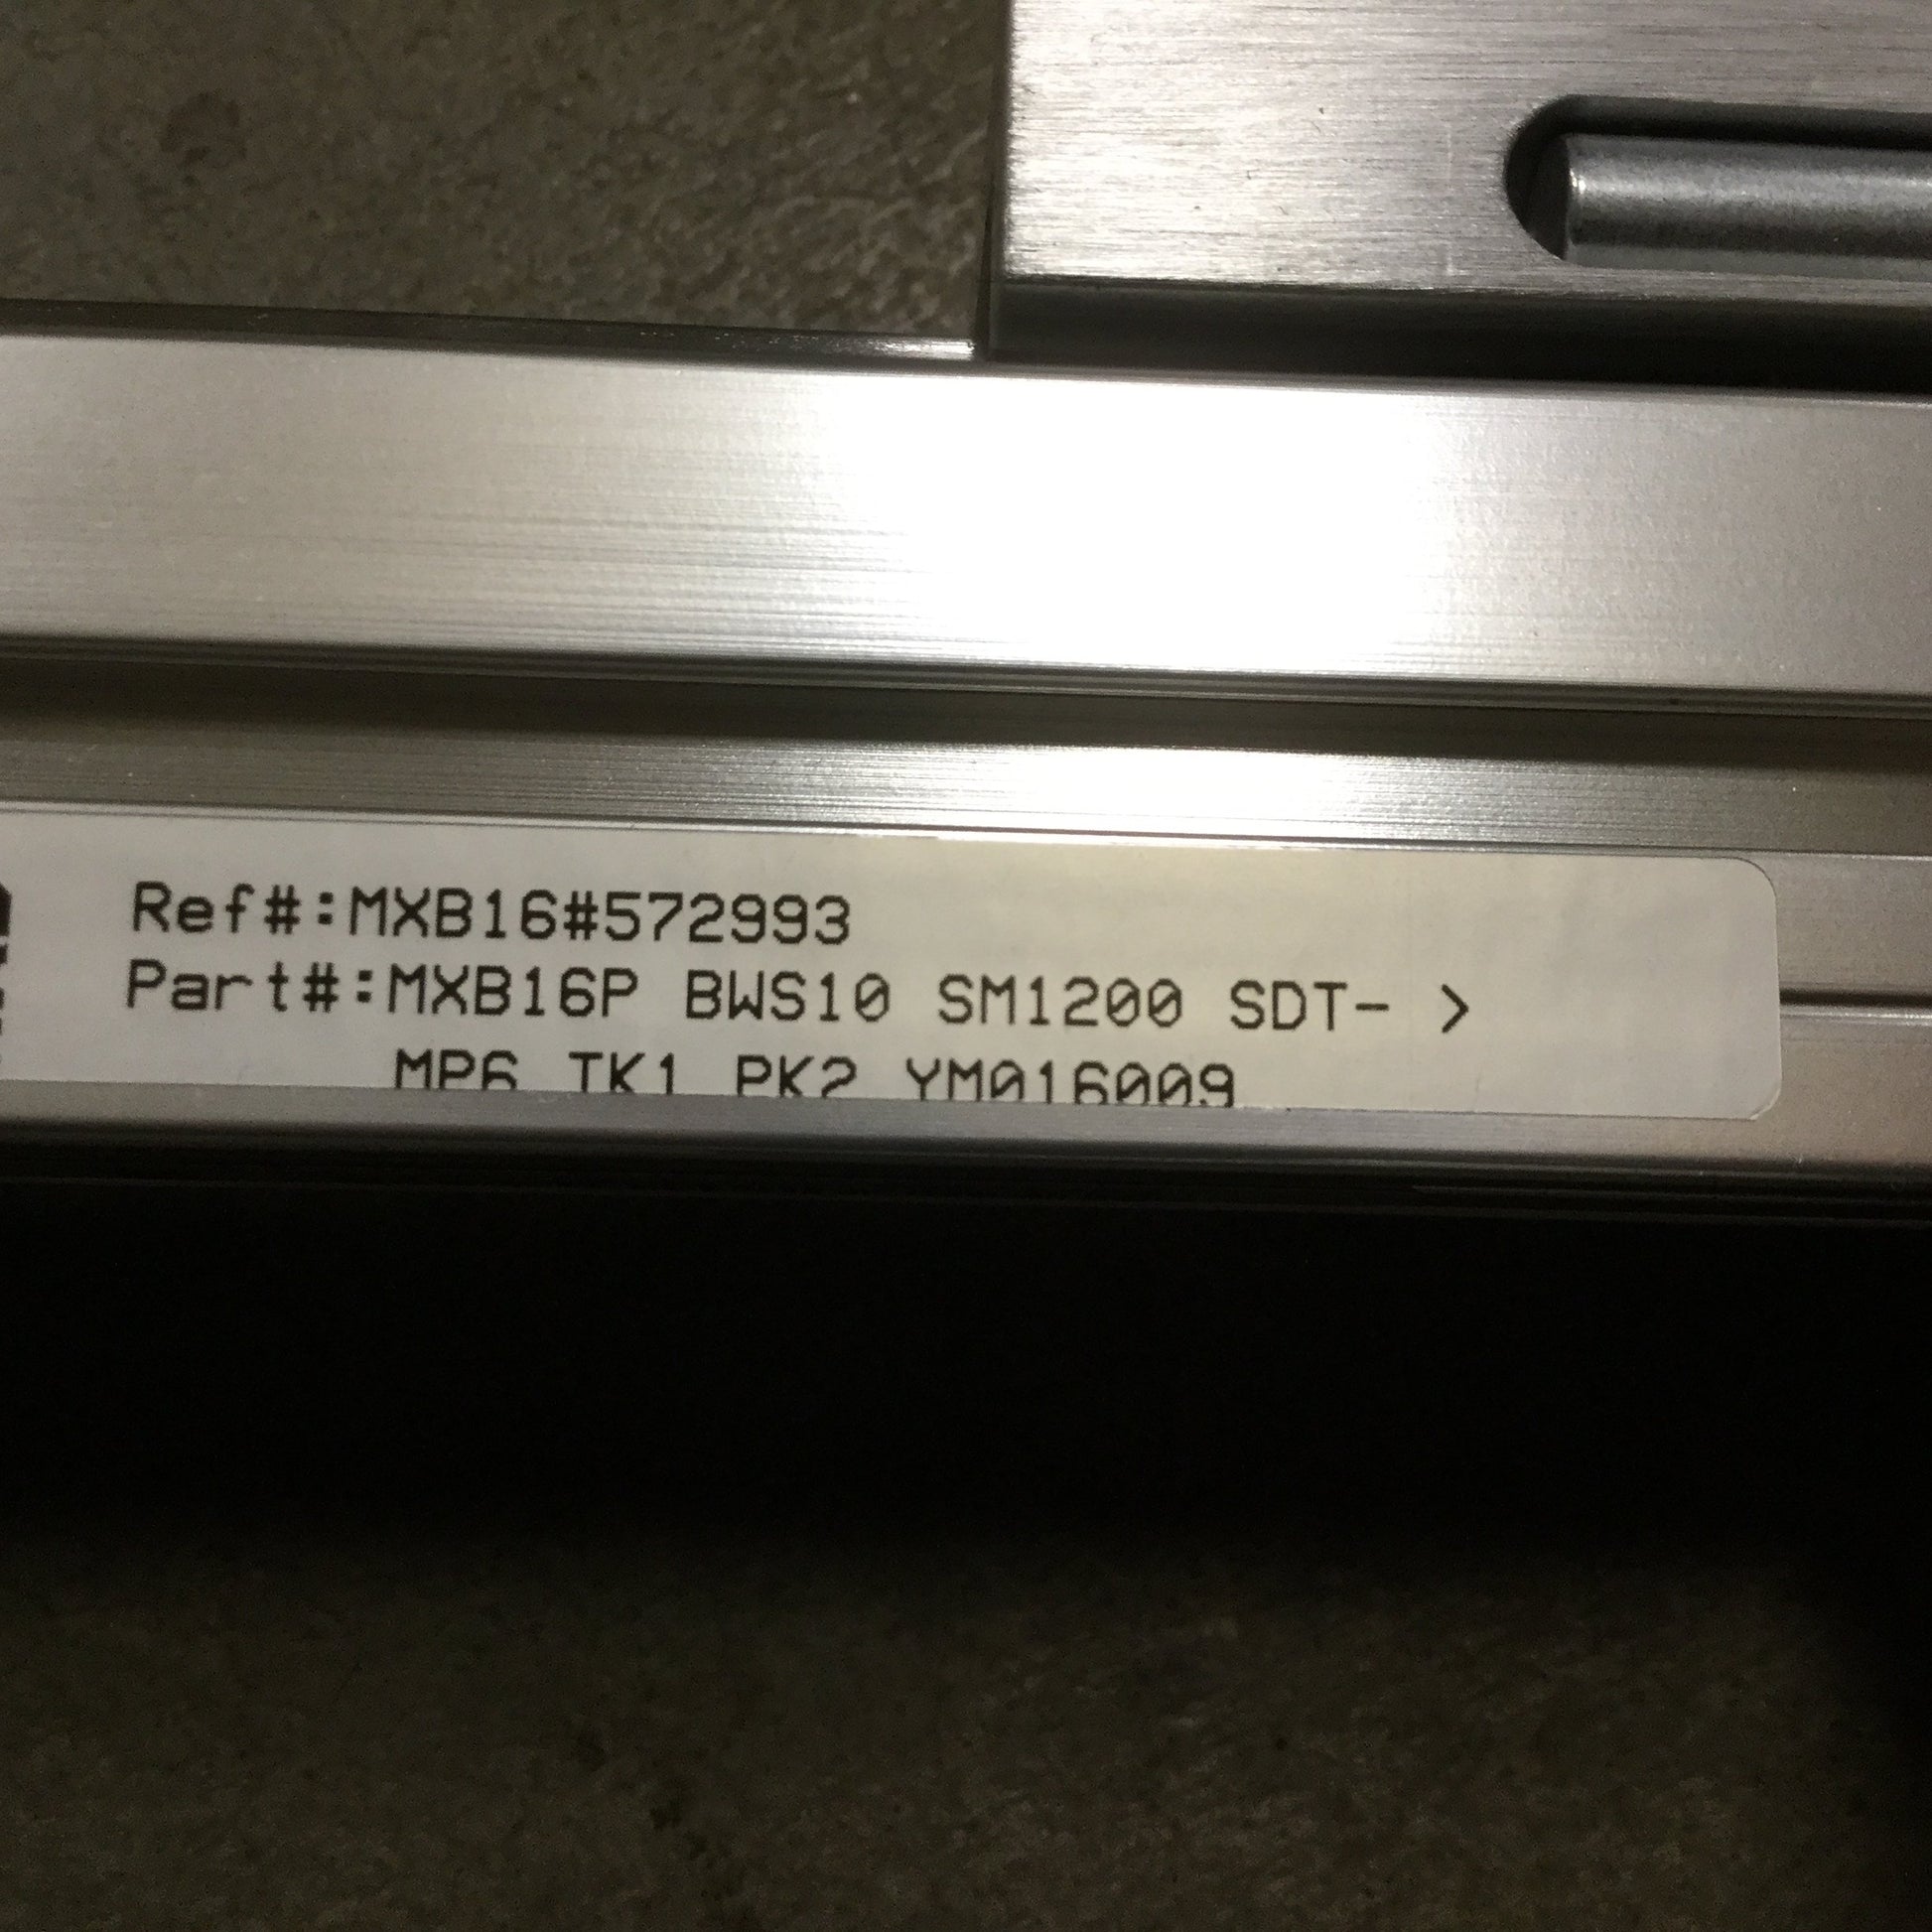 Ref#:MXB16#572993
Part#:MXB16P BWS10 SM1200 SDT- >
MP6 TK1 PK2 YM016009